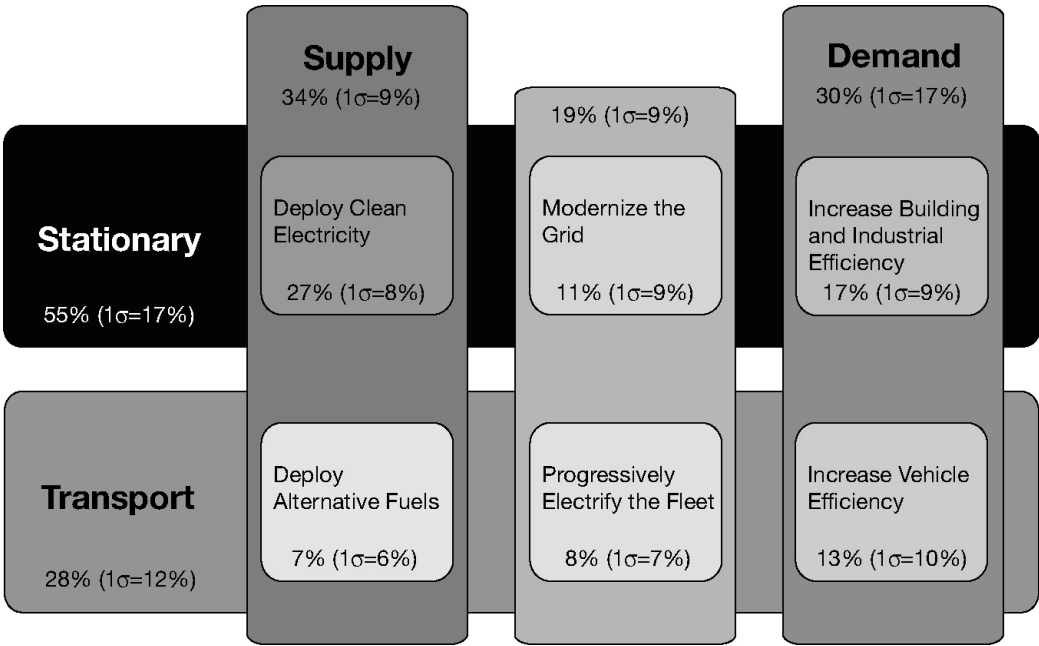 Supply
34% (1σ=9%)
19% (1σ=9%)
Demand
30% (1σ=17%)
Stationary
55% (1σ=17%)
Deploy Clean
Electricity
27% (1σ=8%)
Modernize the
Grid
11% (1σ=9%)
Increase Building
and Industrial
Efficiency
17% (1σ=9%)
Transport
28% (1σ=12%)
Deploy
Alternative Fuels
7% (1σ=6%)
Progressively
Electrify the Fleet
8% (1σ=7%)
Increase Vehicle
Efficiency
13% (1σ=10%)